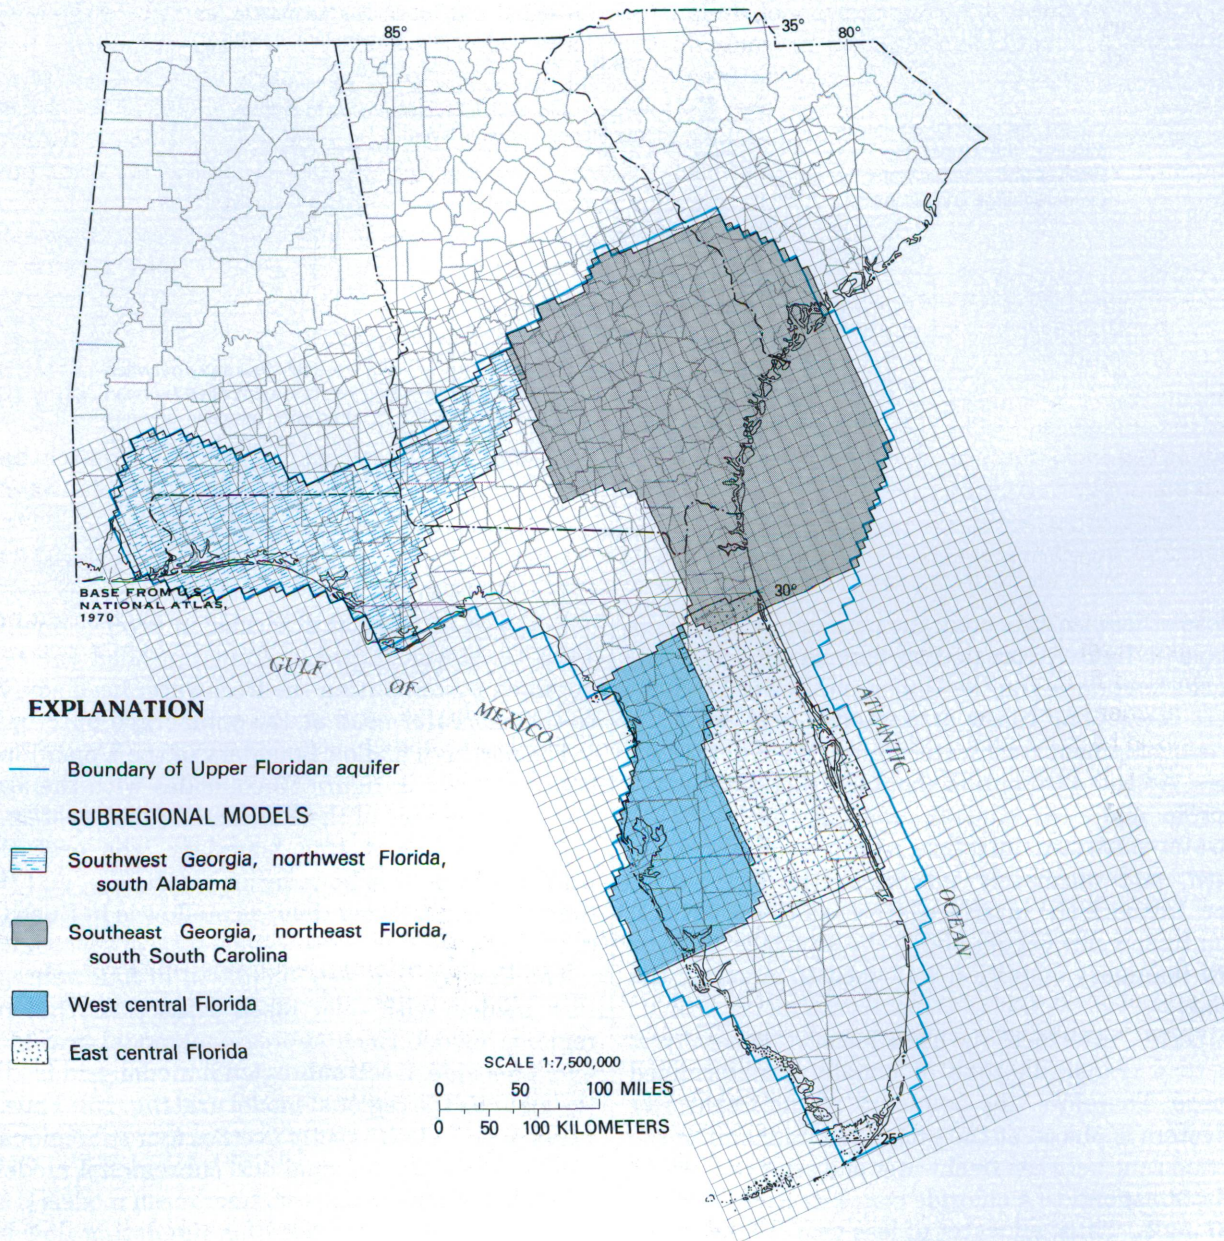 85°
35°
80°
30°
BASE FROM U.S.
NATIONAL ATLAS,
1970
GULF
OF
MEXICO
ATLANTIC
OCEAN
25°
EXPLANATION
Boundary of Upper Floridan aquifer
SUBREGIONAL MODELS
Southwest Georgia, northwest Florida,
south Alabama
Southeast Georgia, northeast Florida,
south South Carolina
West central Florida
East central Florida
SCALE 1:7,500,000
0 50 100 MILES
0 50 100 KILOMETERS